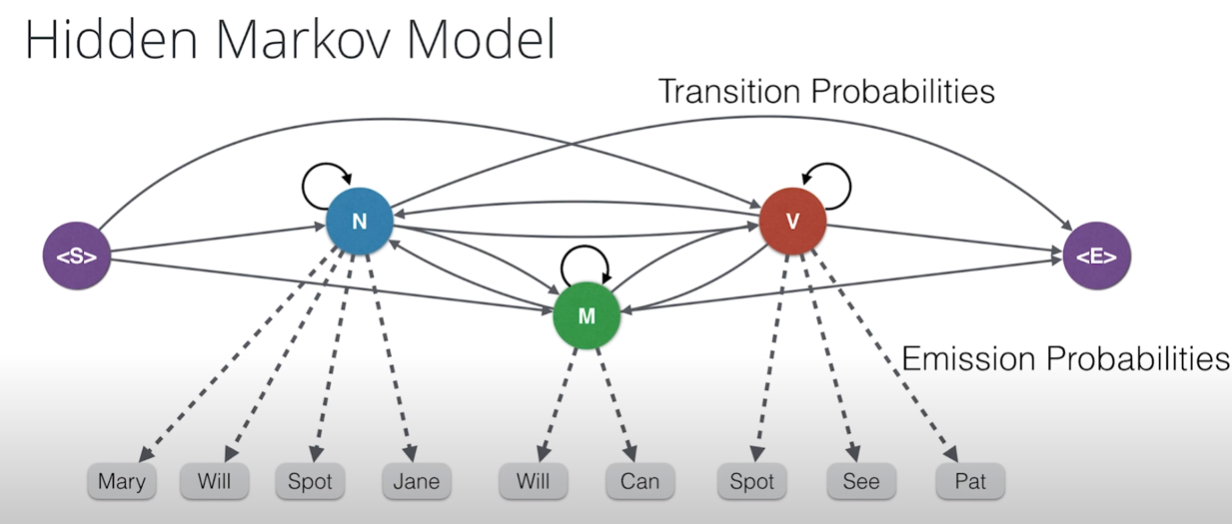 Hidden Markov Model
Transition Probabilities
N
V
<S>
<E>
M
Emission Probabilities
Mary Will Spot Jane Will Can Spot See Pat